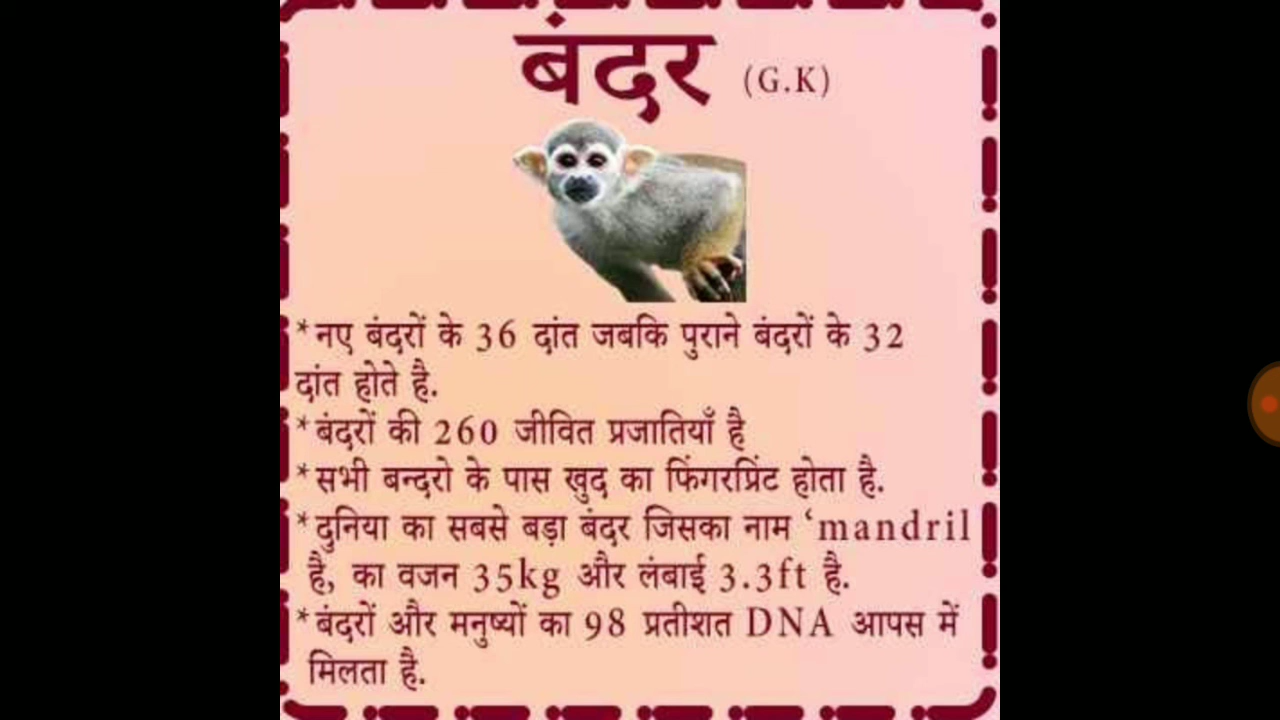 बंदर (G.K)
*नए बंदरों के 36 दांत जबकि पुराने बंदरों के 32
दांत होते है.
*बंदरों की 260 जीवित प्रजातियाँ है
*सभी बन्दरो के पास खुद का फिंगरप्रिंट होता है.
*दुनिया का सबसे बड़ा बंदर जिसका नाम ‘mandril
है, का वजन 35kg और लंबाई 3.3ft है.
*बंदरों और मनुष्यों का 98 प्रतीशत DNA आपस में
मिलता है.